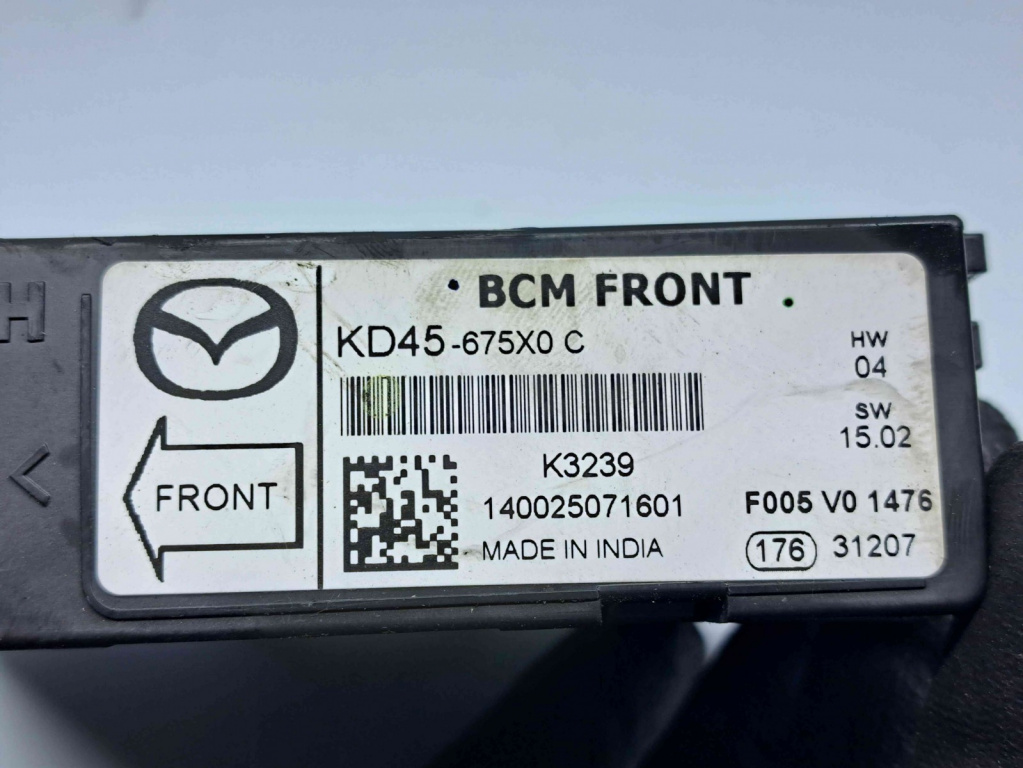 BCM FRONT
KD45-675X0 C
HW
04
SW
15.02
K3239
140025071601
MADE IN INDIA
F005 V0 1476
176 31207
FRONT
H